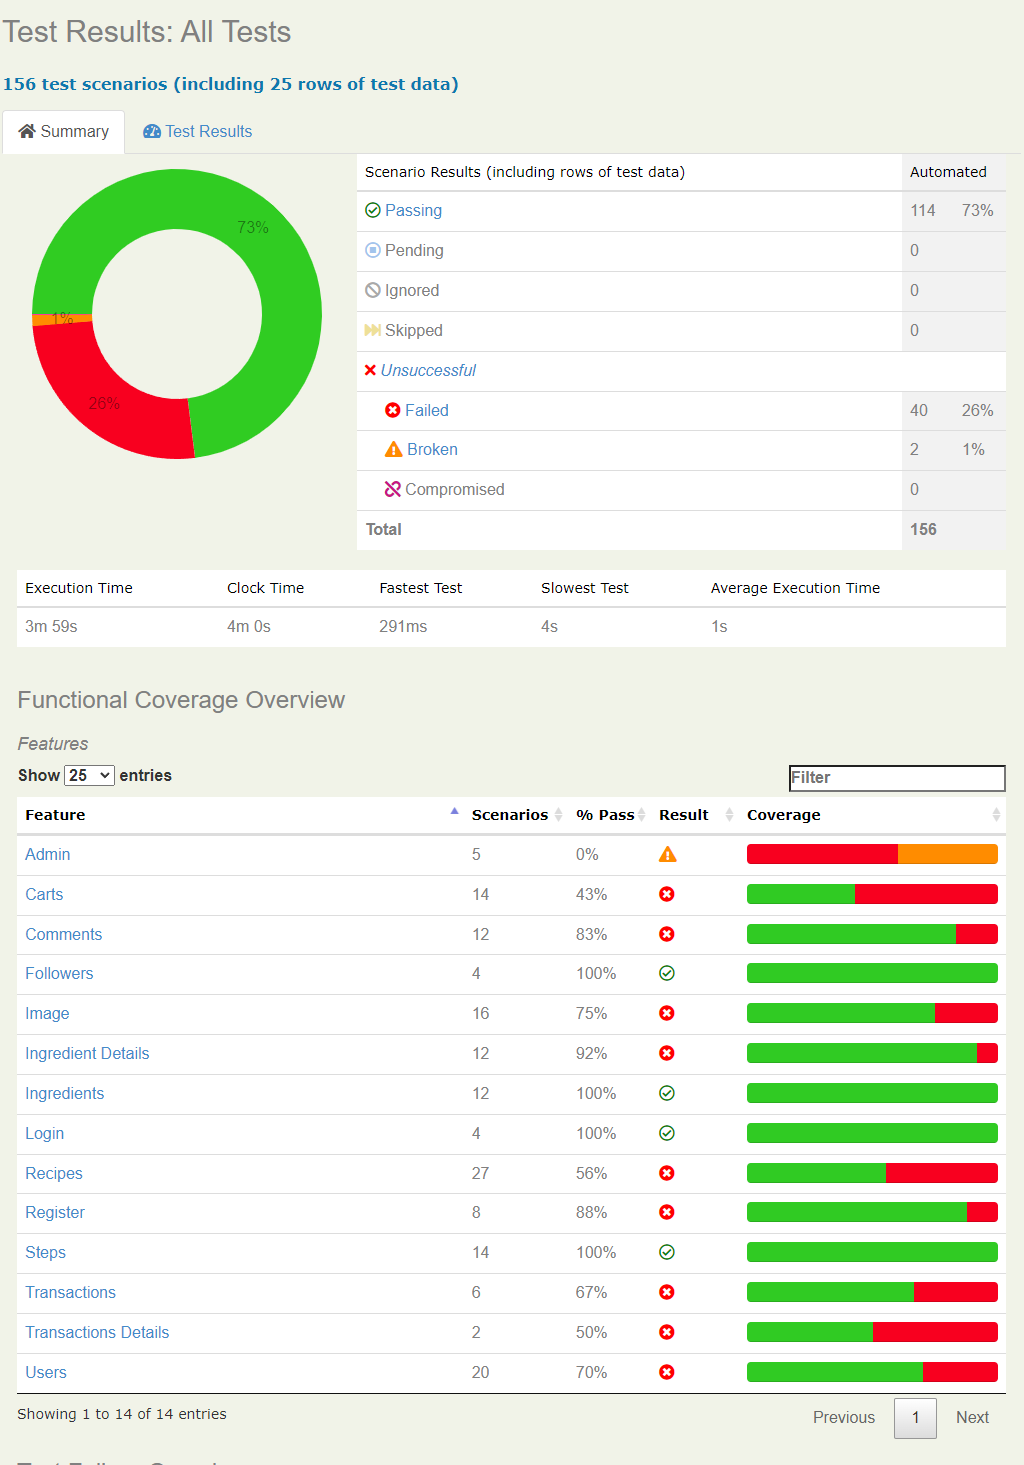 Test Results: All Tests
156 test scenarios (including 25 rows of test data)
Summary
Test Results
73%
1%
26%
Scenario Results (including rows of test data) Automated
Passing 114 73%
Pending 0
Ignored 0
Skipped 0
Unsuccessful
Failed 40 26%
Broken 2 1%
Compromised 0
Total 156
Execution Time Clock Time Fastest Test Slowest Test Average Execution Time
3m 59s 4m 0s 291ms 4s 1s
Functional Coverage Overview
Features
Show 25 entries
Filter
Feature Scenarios % Pass Result Coverage
Admin 5 0%
Carts 14 43%
Comments 12 83%
Followers 4 100%
Image 16 75%
Ingredient Details 12 92%
Ingredients 12 100%
Login 4 100%
Recipes 27 56%
Register 8 88%
Steps 14 100%
Transactions 6 67%
Transactions Details 2 50%
Users 20 70%
Showing 1 to 14 of 14 entries
Previous 1 Next